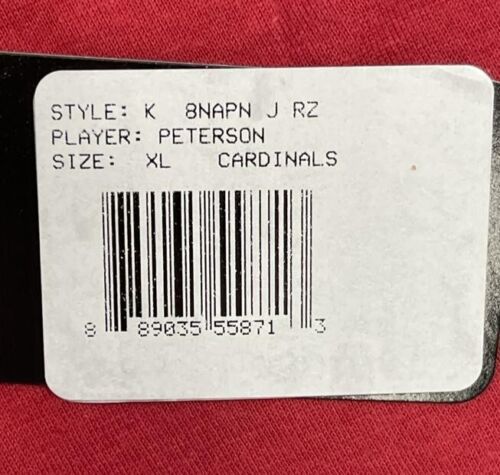 STYLE: K 8NAPN J RZ
PLAYER: PETERSON
SIZE: XL CARDINALS
8 89035 55871 3